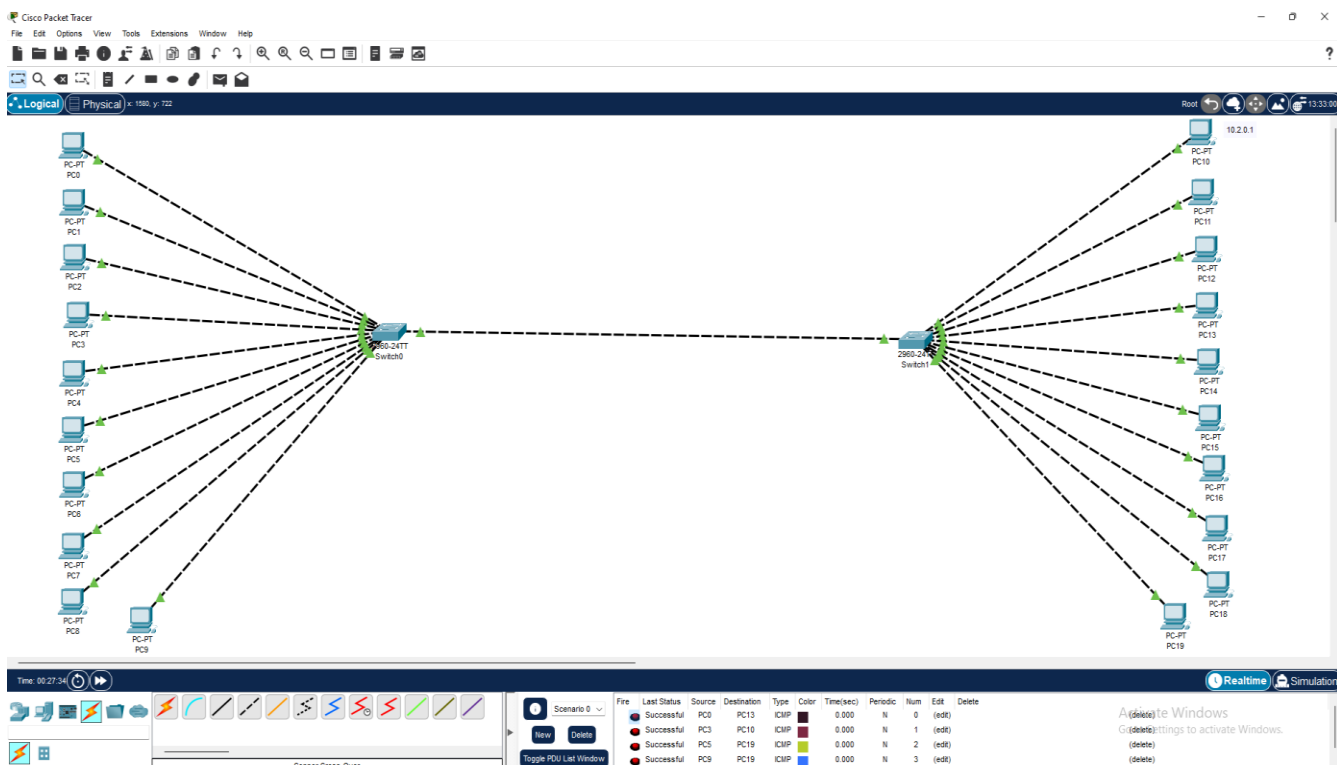 Cisco Packet Tracer
File Edit Options View Tools Extensions Window Help
?
Logical Physical x: 1580, y: 722 Root 13:33:00
PC-PT
PC0
PC-PT
PC1
PC-PT
PC2
PC-PT
PC3
PC-PT
PC4
PC-PT
PC5
PC-PT
PC6
PC-PT
PC7
PC-PT
PC8
PC-PT
PC9
Switch0
Switch1
10.2.0.1
PC-PT
PC10
PC-PT
PC11
PC-PT
PC12
PC-PT
PC13
PC-PT
PC14
PC-PT
PC15
PC-PT
PC16
PC-PT
PC17
PC-PT
PC18
PC-PT
PC19
Time: 00:27:34 Realtime Simulation
Scenario 0
New Delete
Toggle PDU List Window
Fire Last Status Source Destination Type Color Time(sec) Periodic Num Edit Delete
Successful PC0 PC13 ICMP 0.000 N 0 (edit) (delete)
Successful PC3 PC10 ICMP 0.000 N 1 (edit) (delete)
Successful PC5 PC19 ICMP 0.000 N 2 (edit) (delete)
Successful PC9 PC19 ICMP 0.000 N 3 (edit) (delete)
Activate Windows
Settings to activate Windows.